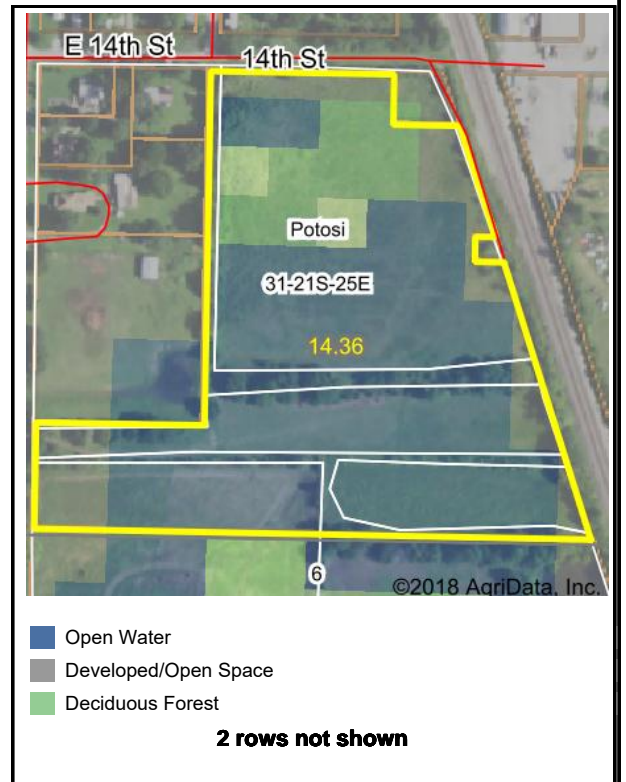 E 14th St
14th St
Potosi
31-21S-25E
14.36
6
©2018 AgriData, Inc.
Open Water
Developed/Open Space
Deciduous Forest
2 rows not shown